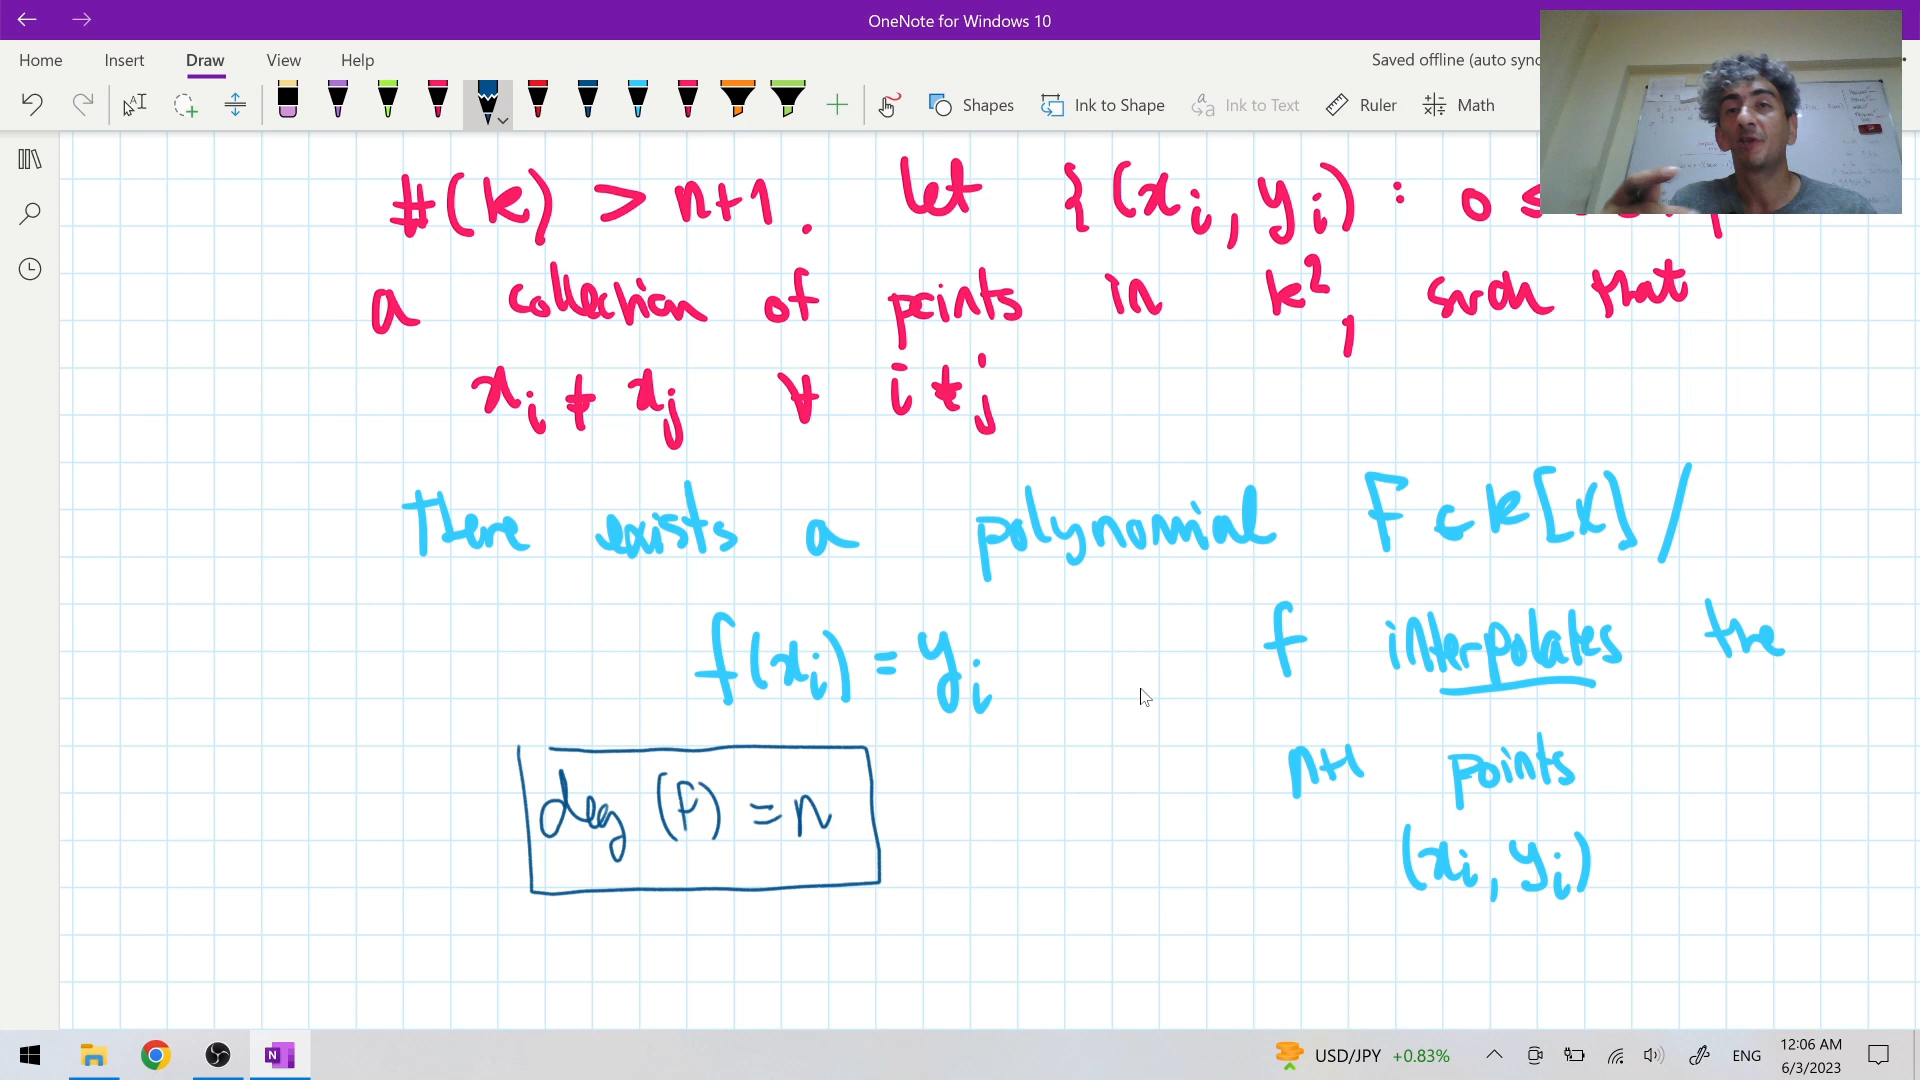 OneNote for Windows 10
Home Insert Draw View Help
Saved offline (auto sync
Shapes Ink to Shape Ink to Text Ruler Math
#(k) > n+1. let {(xi, yi) : 0 ≤
a collection of points in k², such that
xi ≠ xj ∀ i ≠ j
there exists a polynomial F ∈ k[x] /
f(xi) = yi
f interpolates the
n+1 points
(xi, yi)
deg (F) = n
USD/JPY +0.83%
ENG
12:06 AM
6/3/2023